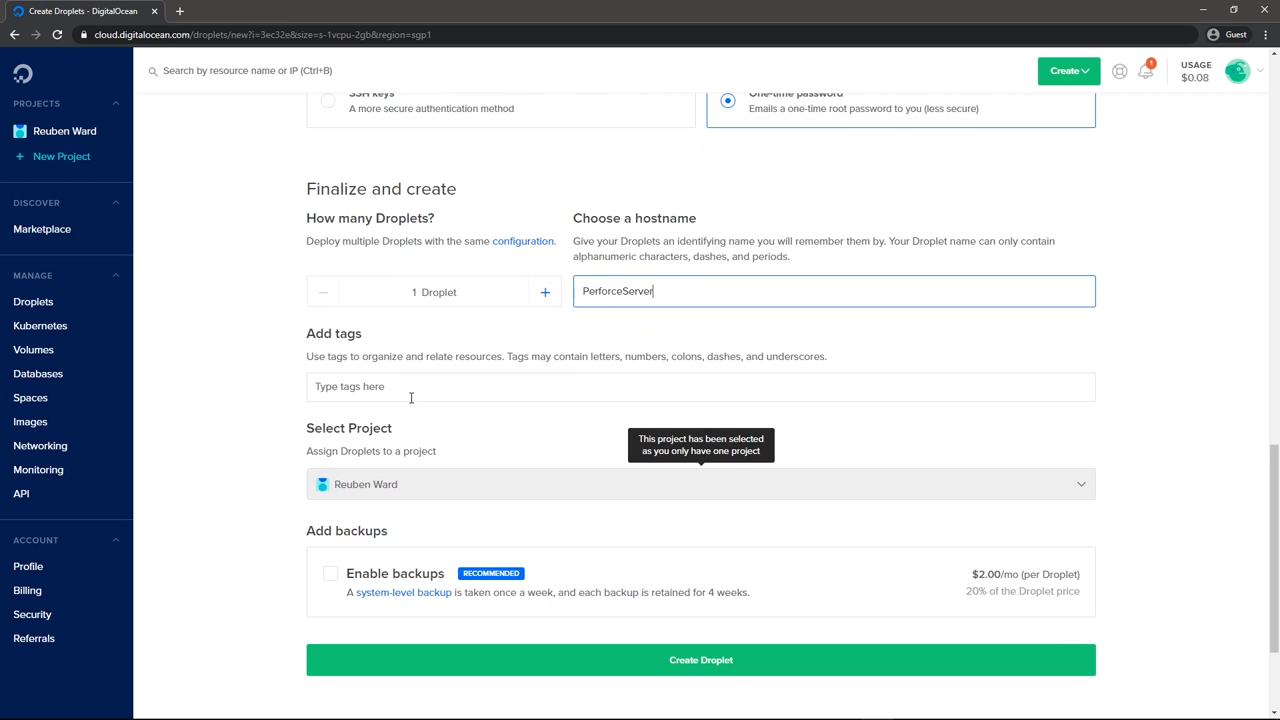 Create Droplets - DigitalOcean
Guest
cloud.digitalocean.com/droplets/new?i=3ec32e&size=s-1vcpu-2gb&region=sgp1
Search by resource name or IP (Ctrl+B)
Create
1
USAGE
$0.08
PROJECTS
Reuben Ward
+ New Project
DISCOVER
Marketplace
MANAGE
Droplets
Kubernetes
Volumes
Databases
Spaces
Images
Networking
Monitoring
API
ACCOUNT
Profile
Billing
Security
Referrals
SSH keys
A more secure authentication method
One-time password
Emails a one-time root password to you (less secure)
Finalize and create
How many Droplets?
Deploy multiple Droplets with the same configuration.
1 Droplet
Choose a hostname
Give your Droplets an identifying name you will remember them by. Your Droplet name can only contain
alphanumeric characters, dashes, and periods.
PerforceServer
Add tags
Use tags to organize and relate resources. Tags may contain letters, numbers, colons, dashes, and underscores.
Type tags here
Select Project
Assign Droplets to a project
This project has been selected
as you only have one project
Reuben Ward
Add backups
Enable backups RECOMMENDED
A system-level backup is taken once a week, and each backup is retained for 4 weeks.
$2.00/mo (per Droplet)
20% of the Droplet price
Create Droplet